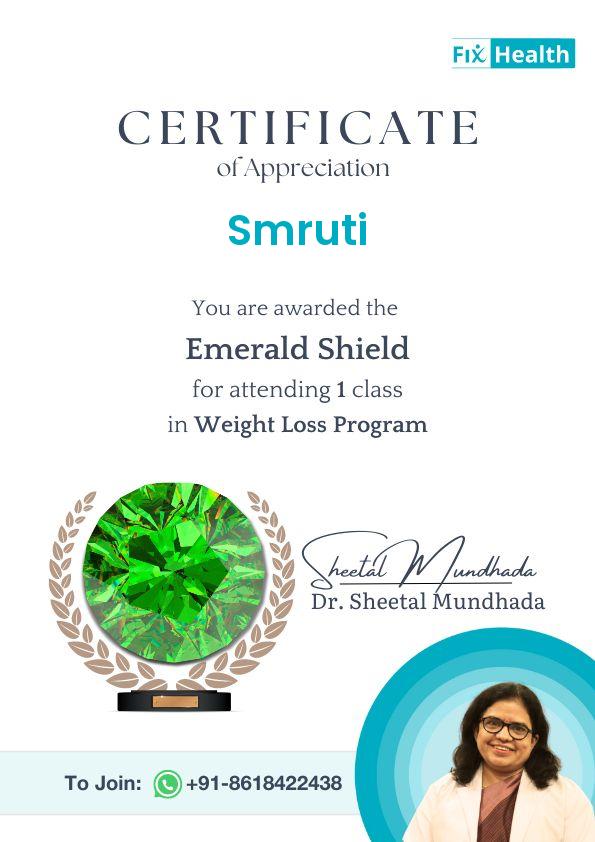 Fix Health
CERTIFICATE
of Appreciation
Smruti
You are awarded the
Emerald Shield
for attending 1 class
in Weight Loss Program
Sheetal Mundhada
Dr. Sheetal Mundhada
To Join: +91-8618422438